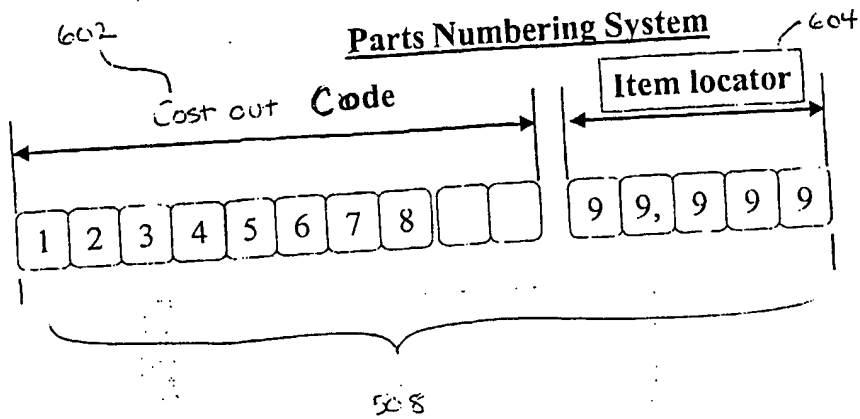 602
Parts Numbering System
604
Cost out Code
Item locator
1 2 3 4 5 6 7 8
9 9, 9 9 9
508